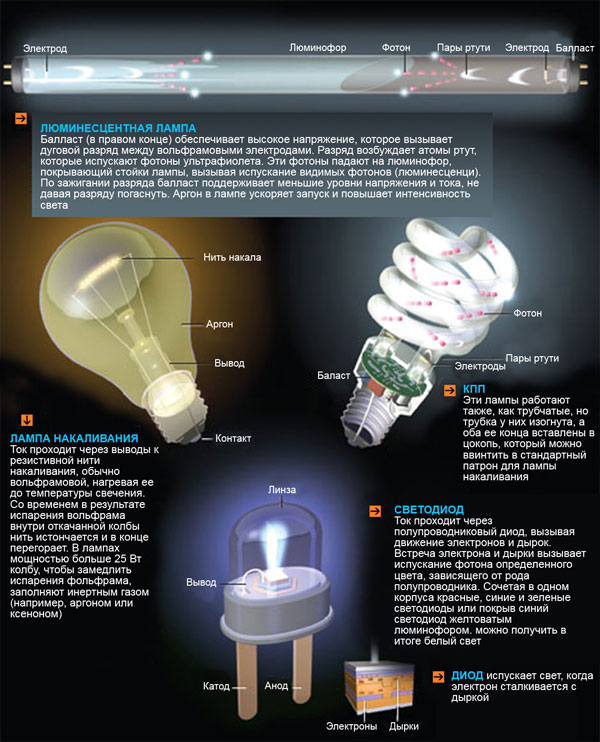 Электрод
Люминофор
Фотон
Пары ртути
Электрод
Балласт
ЛЮМИНЕСЦЕНТНАЯ ЛАМПА
Балласт (в правом конце) обеспечивает высокое напряжение, которое вызывает
дуговой разряд между вольфрамовыми электродами. Разряд возбуждает атомы ртут,
которые испускают фотоны ультрафиолета. Эти фотоны падают на люминофор,
покрывающий стойки лампы, вызывая испускание видимых фотонов (люминесценци).
По зажигании разряда балласт поддерживает меньшие уровни напряжения и тока, не
давая разряду погаснуть. Аргон в лампе ускоряет запуск и повышает интенсивность
света
Нить накала
Аргон
Вывод
Контакт
Фотон
Пары ртути
Электроды
Баласт
КПП
Эти лампы работают
также, как трубчатые, но
трубка у них изогнута, а
оба ее конца вставлены в
цокопь, который можно
ввинтить в стандартный
патрон для лампы
накаливания
ЛАМПА НАКАЛИВАНИЯ
Ток проходит через выводы к
резистивной нити
накаливания, обычно
вольфрамовой, нагревая ее
до температуры свечения.
Со временем в результате
испарения вольфрама
внутри откачанной колбы
нить истончается и в конце
перегорает. В лампах
мощностью больше 25 Вт
колбу, чтобы замедлить
испарения фольфрама,
заполняют инертным газом
(например, аргоном или
ксеноном)
Линза
Вывод
Катод
Анод
СВЕТОДИОД
Ток проходит через
полупроводниковый диод, вызывая
движение электронов и дырок.
Встреча электрона и дырки вызывает
испускание фотона определенного
цвета, зависящего от рода
полупроводника. Сочетая в одном
корпуса красные, синие и зеленые
светодиоды или покрыв синий
светодиод желтоватым
люминофором. можно получить в
итоге белый свет
ДИОД испускает свет, когда
электрон сталкивается с
дыркой
Электроны
Дырки